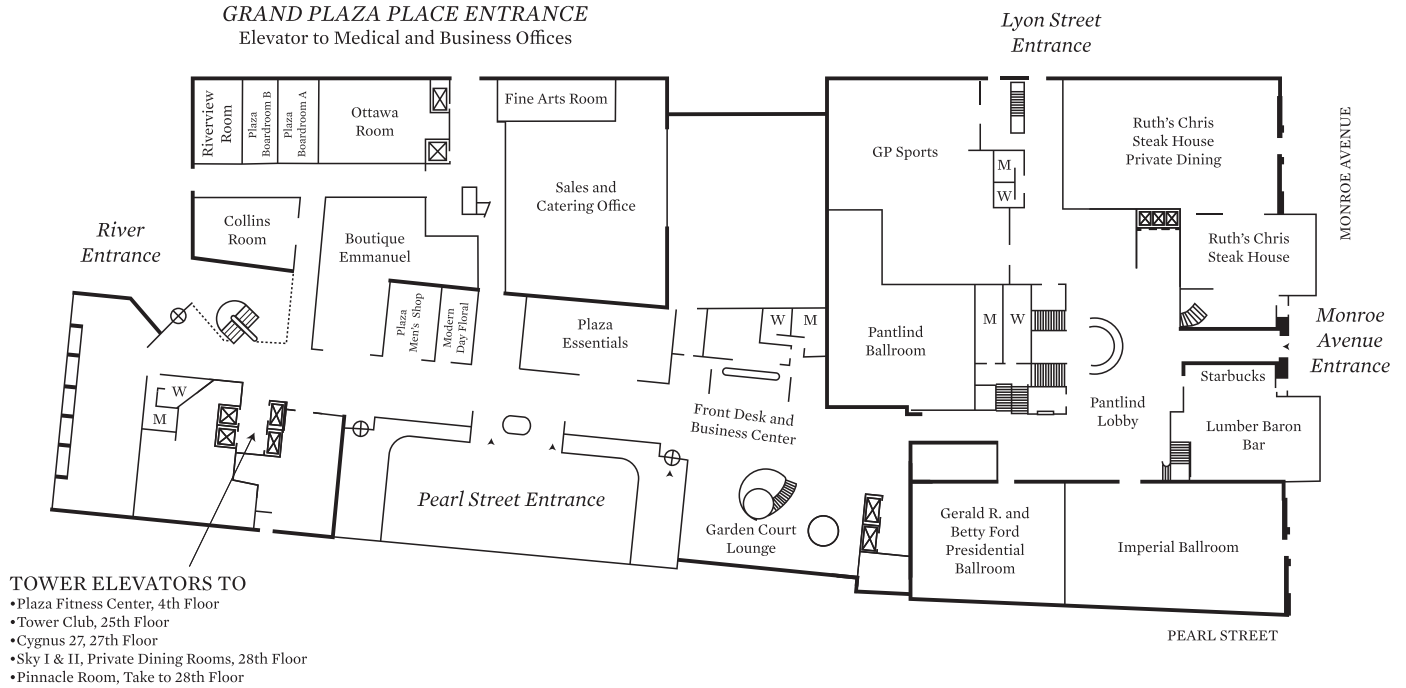 GRAND PLAZA PLACE ENTRANCE
Elevator to Medical and Business Offices
Lyon Street
Entrance
Riverview
Room
Plaza
Boardroom B
Plaza
Boardroom A
Ottawa
Room
Fine Arts Room
Sales and
Catering Office
GP Sports
M
W
Ruth's Chris
Steak House
Private Dining
MONROE AVENUE
River
Entrance
Collins
Room
Boutique
Emmanuel
Ruth's Chris
Steak House
Plaza
Men's Shop
Modern
Day Floral
Plaza
Essentials
W
M
Pantlind
Ballroom
M
W
Monroe
Avenue
Entrance
Starbucks
W
M
Front Desk and
Business Center
Pantlind
Lobby
Lumber Baron
Bar
Pearl Street Entrance
Garden Court
Lounge
Gerald R. and
Betty Ford
Presidential
Ballroom
Imperial Ballroom
TOWER ELEVATORS TO
•Plaza Fitness Center, 4th Floor
•Tower Club, 25th Floor
•Cygnus 27, 27th Floor
•Sky I & II, Private Dining Rooms, 28th Floor
•Pinnacle Room, Take to 28th Floor
PEARL STREET